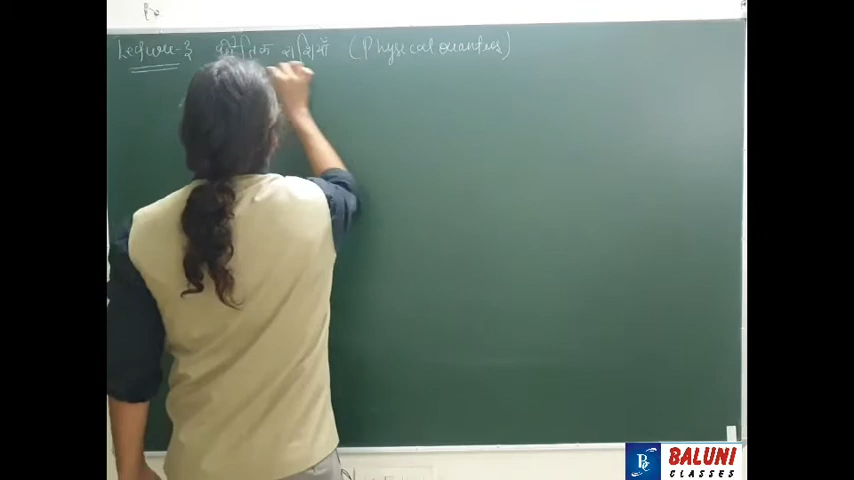 Lecture-3 भौतिक राशियाँ (Physical Quantities)
BALUNI
CLASSES